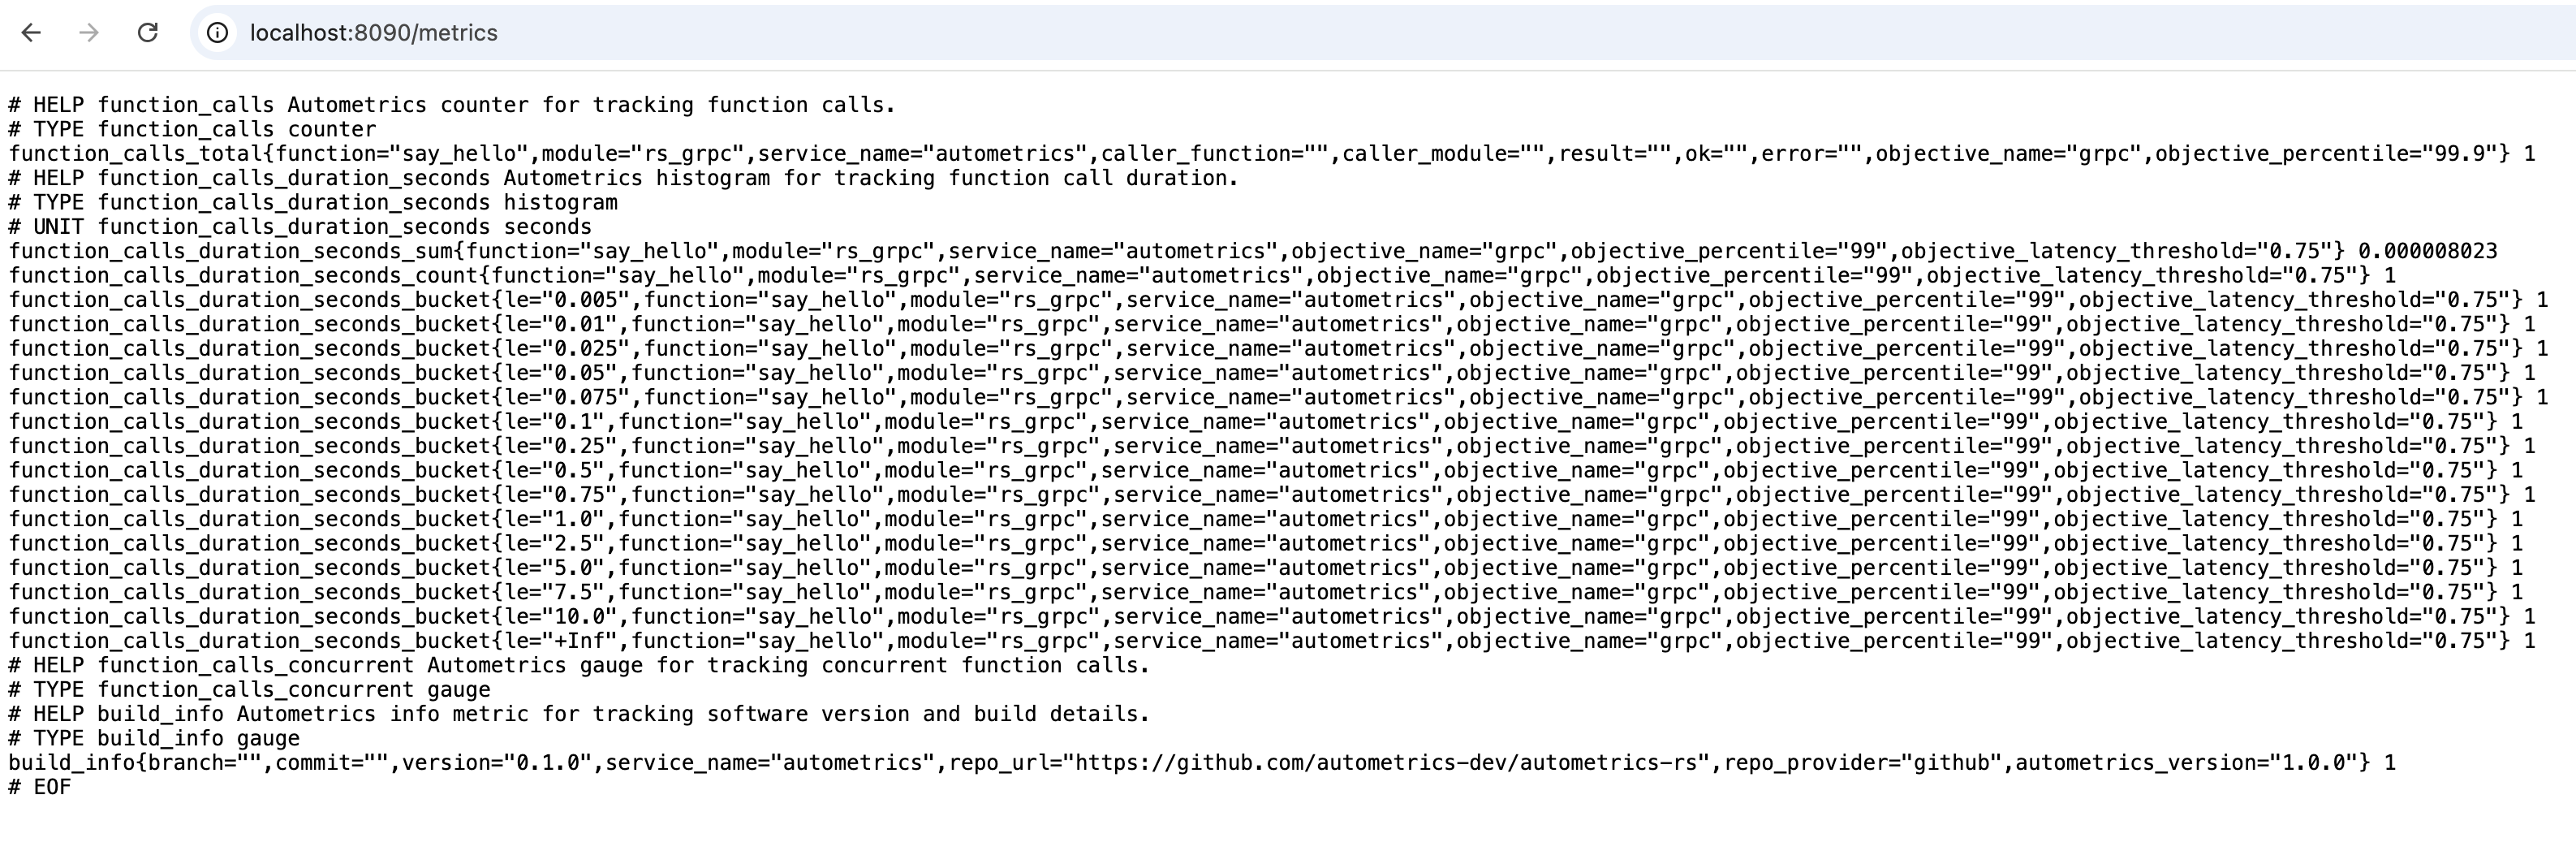 localhost:8090/metrics
# HELP function_calls Autometrics counter for tracking function calls.
# TYPE function_calls counter
function_calls_total{function="say_hello",module="rs_grpc",service_name="autometrics",caller_function="",caller_module="",result="",ok="",error="",objective_name="grpc",objective_percentile="99.9"} 1
# HELP function_calls_duration_seconds Autometrics histogram for tracking function call duration.
# TYPE function_calls_duration_seconds histogram
# UNIT function_calls_duration_seconds seconds
function_calls_duration_seconds_sum{function="say_hello",module="rs_grpc",service_name="autometrics",objective_name="grpc",objective_percentile="99",objective_latency_threshold="0.75"} 0.000008023
function_calls_duration_seconds_count{function="say_hello",module="rs_grpc",service_name="autometrics",objective_name="grpc",objective_percentile="99",objective_latency_threshold="0.75"} 1
function_calls_duration_seconds_bucket{le="0.005",function="say_hello",module="rs_grpc",service_name="autometrics",objective_name="grpc",objective_percentile="99",objective_latency_threshold="0.75"} 1
function_calls_duration_seconds_bucket{le="0.01",function="say_hello",module="rs_grpc",service_name="autometrics",objective_name="grpc",objective_percentile="99",objective_latency_threshold="0.75"} 1
function_calls_duration_seconds_bucket{le="0.025",function="say_hello",module="rs_grpc",service_name="autometrics",objective_name="grpc",objective_percentile="99",objective_latency_threshold="0.75"} 1
function_calls_duration_seconds_bucket{le="0.05",function="say_hello",module="rs_grpc",service_name="autometrics",objective_name="grpc",objective_percentile="99",objective_latency_threshold="0.75"} 1
function_calls_duration_seconds_bucket{le="0.075",function="say_hello",module="rs_grpc",service_name="autometrics",objective_name="grpc",objective_percentile="99",objective_latency_threshold="0.75"} 1
function_calls_duration_seconds_bucket{le="0.1",function="say_hello",module="rs_grpc",service_name="autometrics",objective_name="grpc",objective_percentile="99",objective_latency_threshold="0.75"} 1
function_calls_duration_seconds_bucket{le="0.25",function="say_hello",module="rs_grpc",service_name="autometrics",objective_name="grpc",objective_percentile="99",objective_latency_threshold="0.75"} 1
function_calls_duration_seconds_bucket{le="0.5",function="say_hello",module="rs_grpc",service_name="autometrics",objective_name="grpc",objective_percentile="99",objective_latency_threshold="0.75"} 1
function_calls_duration_seconds_bucket{le="0.75",function="say_hello",module="rs_grpc",service_name="autometrics",objective_name="grpc",objective_percentile="99",objective_latency_threshold="0.75"} 1
function_calls_duration_seconds_bucket{le="1.0",function="say_hello",module="rs_grpc",service_name="autometrics",objective_name="grpc",objective_percentile="99",objective_latency_threshold="0.75"} 1
function_calls_duration_seconds_bucket{le="2.5",function="say_hello",module="rs_grpc",service_name="autometrics",objective_name="grpc",objective_percentile="99",objective_latency_threshold="0.75"} 1
function_calls_duration_seconds_bucket{le="5.0",function="say_hello",module="rs_grpc",service_name="autometrics",objective_name="grpc",objective_percentile="99",objective_latency_threshold="0.75"} 1
function_calls_duration_seconds_bucket{le="7.5",function="say_hello",module="rs_grpc",service_name="autometrics",objective_name="grpc",objective_percentile="99",objective_latency_threshold="0.75"} 1
function_calls_duration_seconds_bucket{le="10.0",function="say_hello",module="rs_grpc",service_name="autometrics",objective_name="grpc",objective_percentile="99",objective_latency_threshold="0.75"} 1
function_calls_duration_seconds_bucket{le="+Inf",function="say_hello",module="rs_grpc",service_name="autometrics",objective_name="grpc",objective_percentile="99",objective_latency_threshold="0.75"} 1
# HELP function_calls_concurrent Autometrics gauge for tracking concurrent function calls.
# TYPE function_calls_concurrent gauge
# HELP build_info Autometrics info metric for tracking software version and build details.
# TYPE build_info gauge
build_info{branch="",commit="",version="0.1.0",service_name="autometrics",repo_url="https://github.com/autometrics-dev/autometrics-rs",repo_provider="github",autometrics_version="1.0.0"} 1
# EOF